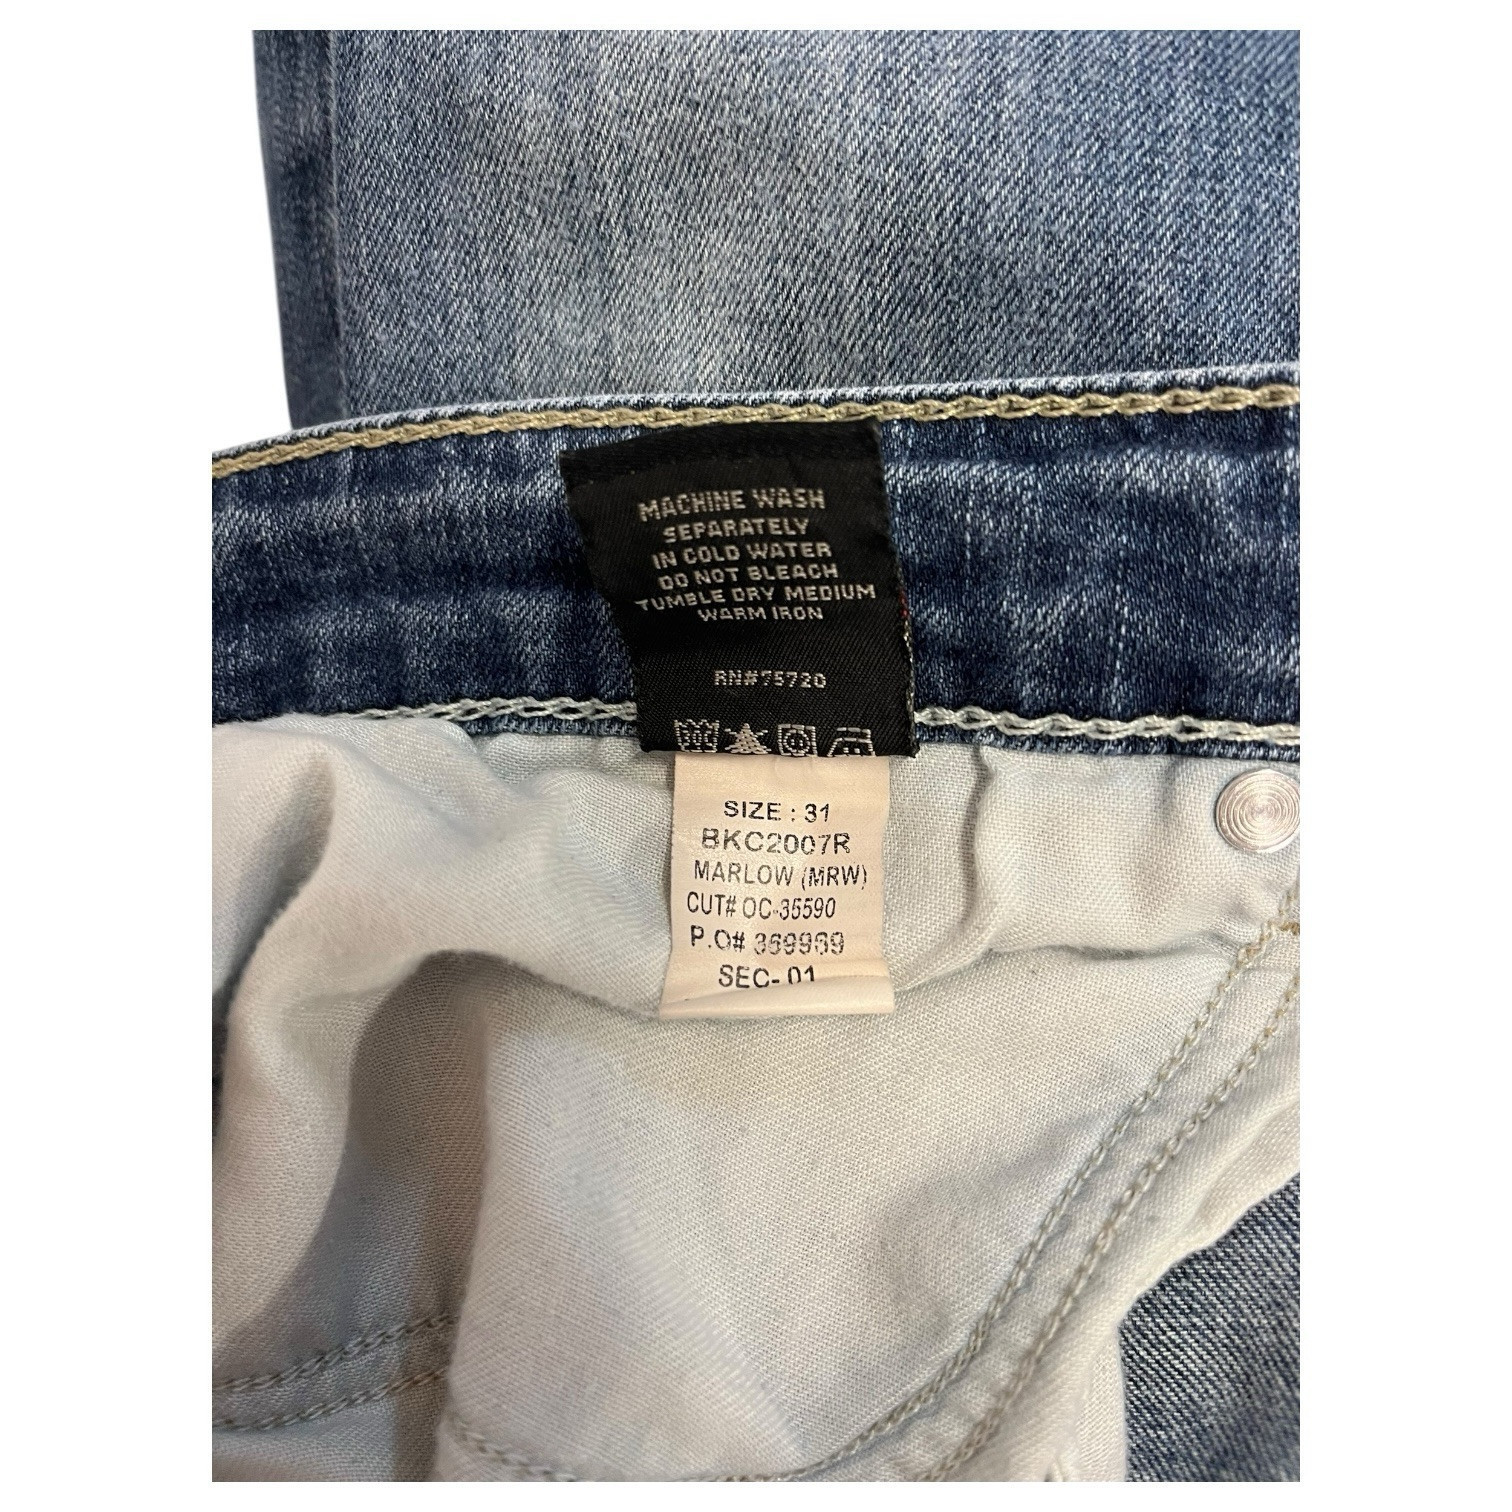 MACHINE WASH
SEPARATELY
IN COLD WATER
DO NOT BLEACH
TUMBLE DRY MEDIUM
WARM IRON
RN#75720
SIZE : 31
BKC2007R
MARLOW (MRW)
CUT# OC-35590
P.O# 369969
SEC- 01